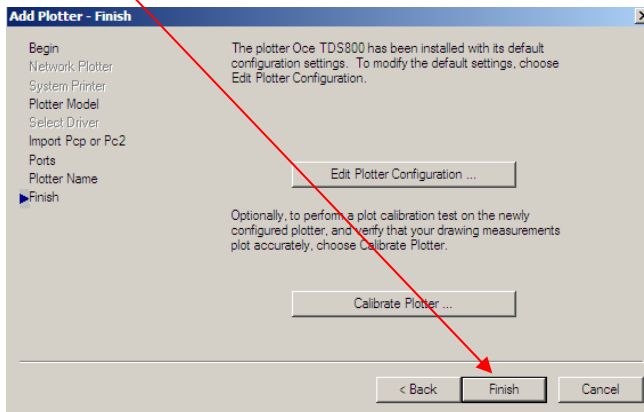 Add Plotter - Finish
Begin
Network Plotter
System Printer
Plotter Model
Select Driver
Import Pcp or Pc2
Ports
Plotter Name
Finish
The plotter Oce TDS800 has been installed with its default
configuration settings. To modify the default settings, choose
Edit Plotter Configuration.
Edit Plotter Configuration ...
Optionally, to perform a plot calibration test on the newly
configured plotter, and verify that your drawing measurements
plot accurately, choose Calibrate Plotter.
Calibrate Plotter ...
< Back
Finish
Cancel